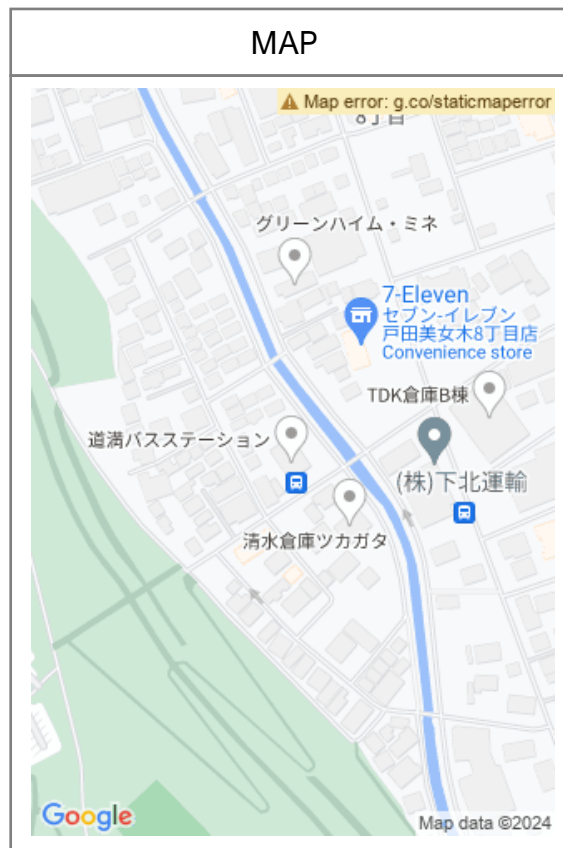 MAP
Map error: g.co/staticmaperror
8丁目
グリーンハイム・ミネ
7-Eleven
セブン-イレブン
戸田美女木8丁目店
Convenience store
TDK倉庫B棟
道満バスステーション
(株)下北運輸
清水倉庫ツカガタ
Google
Map data ©2024